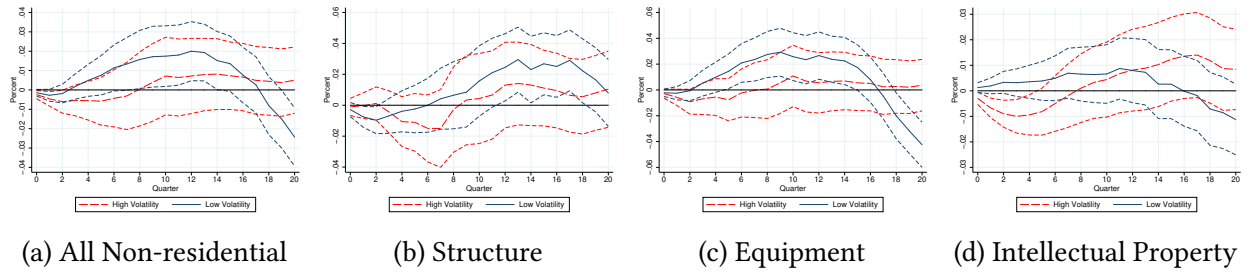 .04
.03
.02
.01
0
-.01
-.02
-.03
-.04
Percent
0 2 4 6 8 10 12 14 16 18 20
Quarter
High Volatility Low Volatility
(a) All Non-residential
.06
.04
.02
0
-.02
-.04
Percent
0 2 4 6 8 10 12 14 16 18 20
Quarter
High Volatility Low Volatility
(b) Structure
.06
.04
.02
0
-.02
-.04
-.06
Percent
0 2 4 6 8 10 12 14 16 18 20
Quarter
High Volatility Low Volatility
(c) Equipment
.03
.02
.01
0
-.01
-.02
-.03
Percent
0 2 4 6 8 10 12 14 16 18 20
Quarter
High Volatility Low Volatility
(d) Intellectual Property